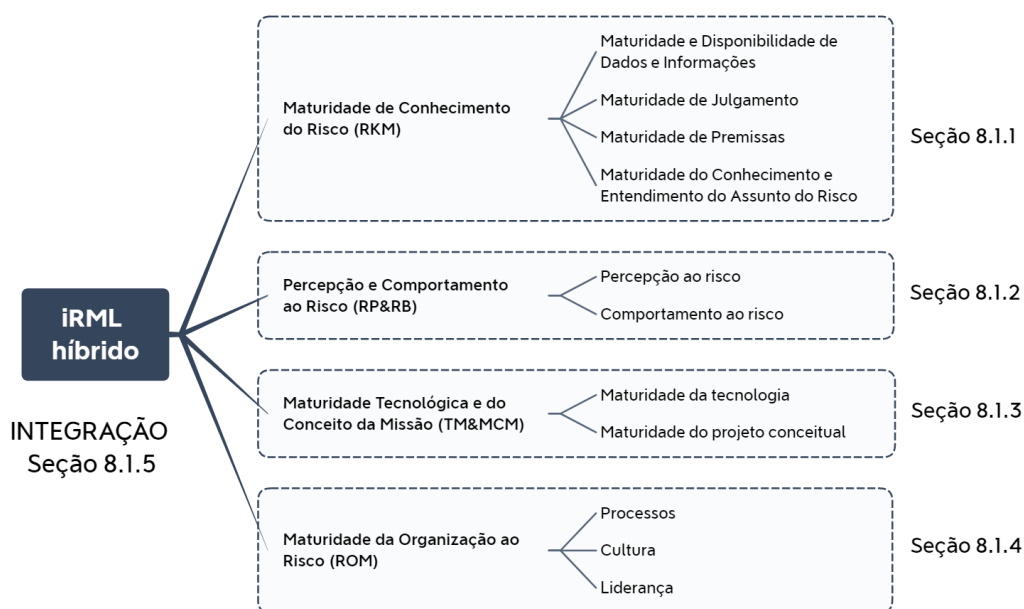 iRML
híbrido
INTEGRAÇÃO
Seção 8.1.5
Maturidade de Conhecimento
do Risco (RKM)
Maturidade e Disponibilidade de
Dados e Informações
Maturidade de Julgamento
Maturidade de Premissas
Maturidade do Conhecimento e
Entendimento do Assunto do Risco
Seção 8.1.1
Percepção e Comportamento
ao Risco (RP&RB)
Percepção ao risco
Comportamento ao risco
Seção 8.1.2
Maturidade Tecnológica e do
Conceito da Missão (TM&MCM)
Maturidade da tecnologia
Maturidade do projeto conceitual
Seção 8.1.3
Maturidade da Organização ao
Risco (ROM)
Processos
Cultura
Liderança
Seção 8.1.4